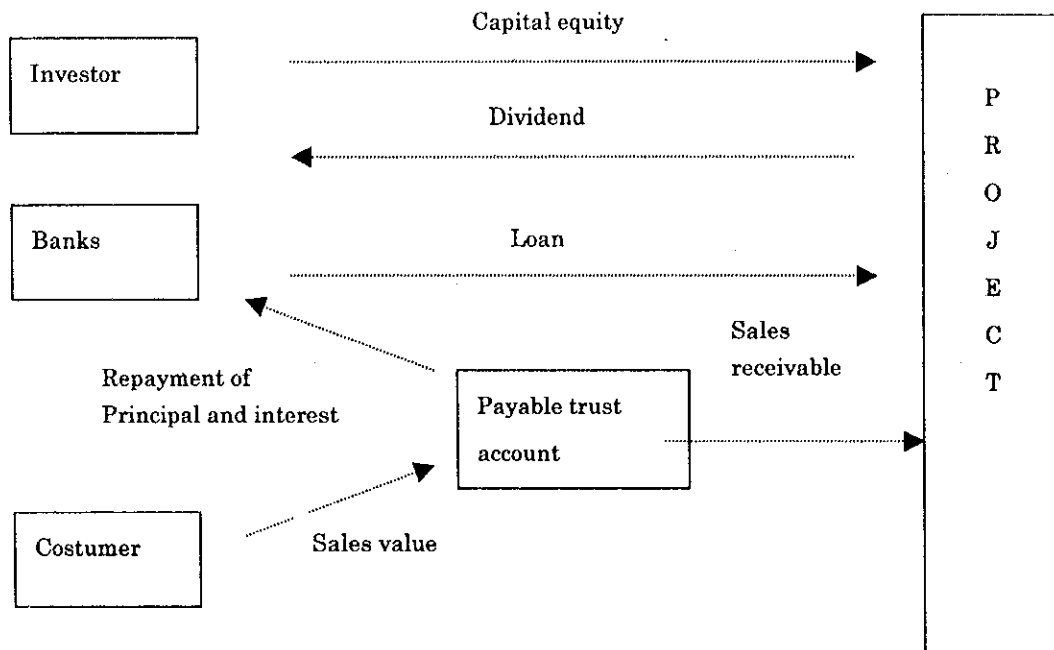 Capital equity
Investor
Dividend
Banks
Loan
Sales
receivable
Repayment of
Principal and interest
Payable trust
account
Costumer
Sales value
P
R
O
J
E
C
T